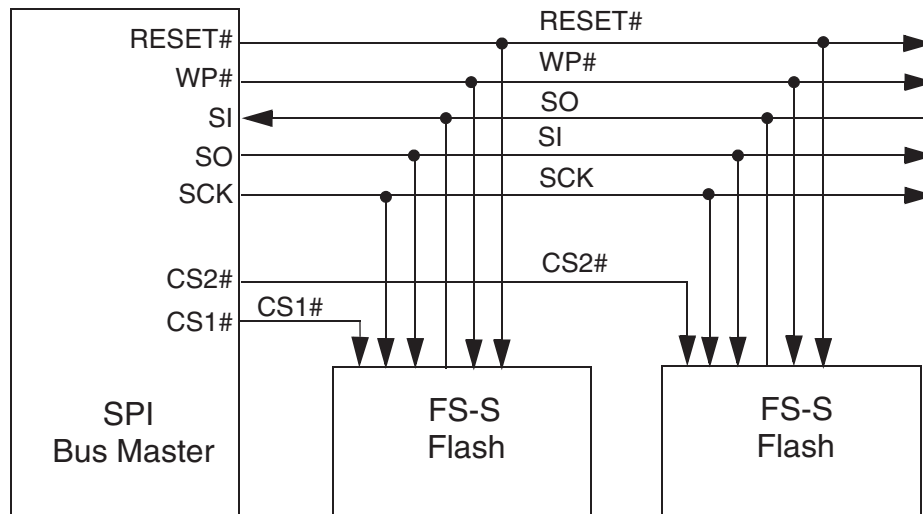 RESET# RESET#
WP# WP#
SI SO
SO SI
SCK SCK
CS2# CS2#
CS1# CS1#
SPI
Bus Master
FS-S
Flash
FS-S
Flash